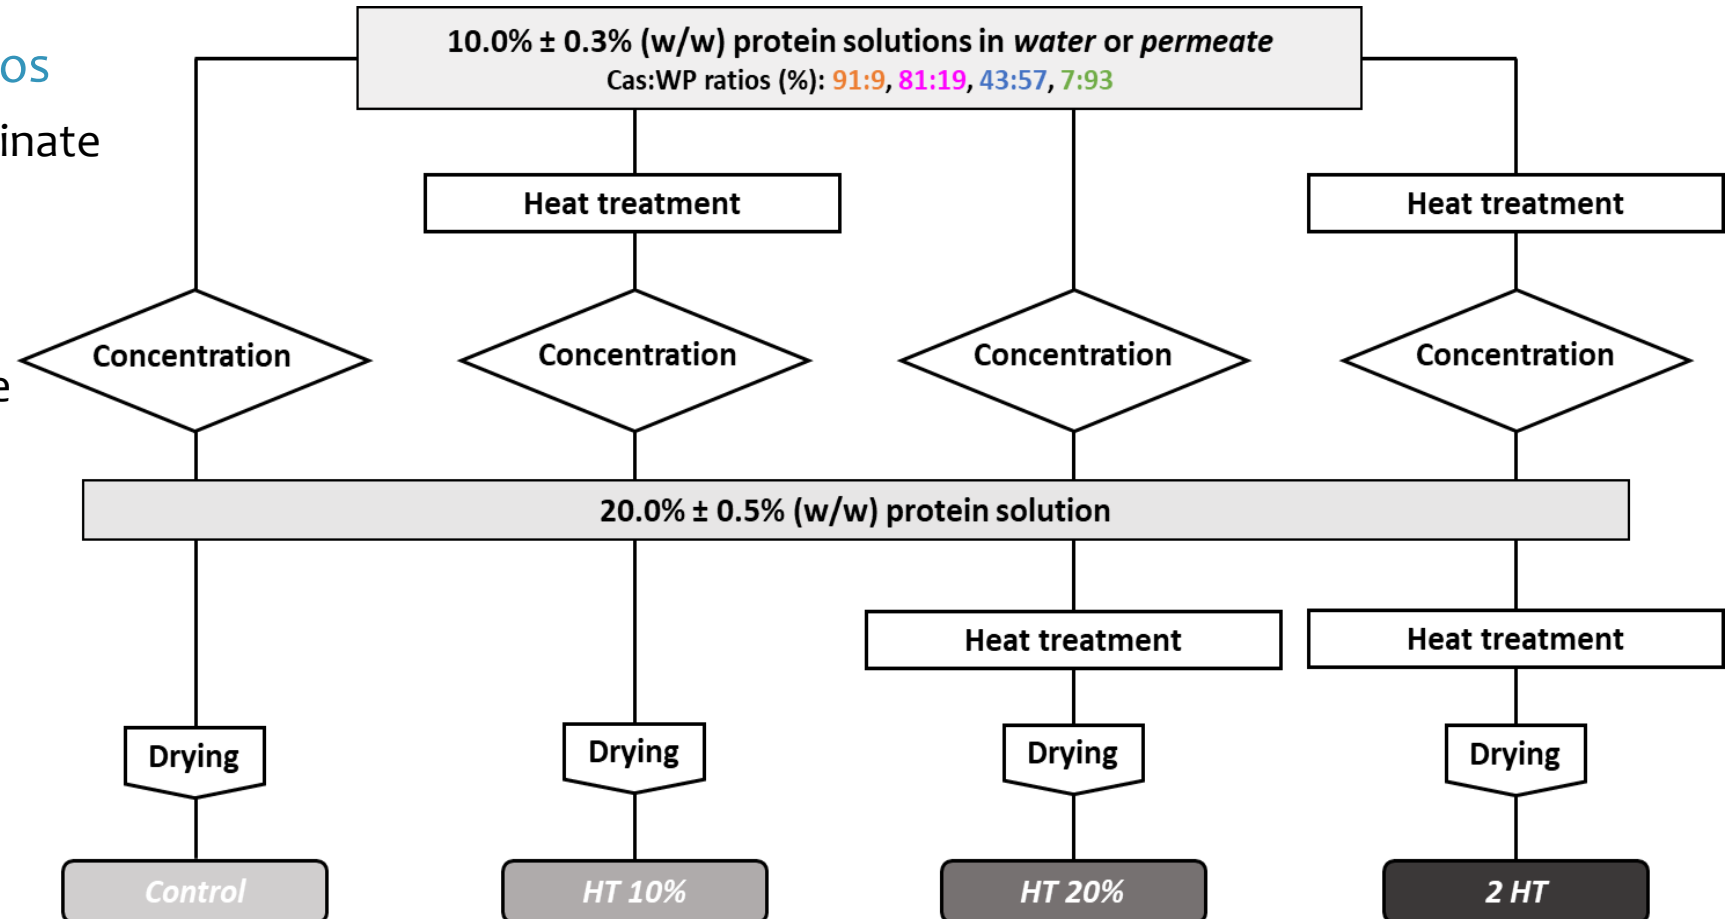 10.0% ± 0.3% (w/w) protein solutions in water or permeate
Cas:WP ratios (%): 91:9, 81:19, 43:57, 7:93
os
inate
e
Heat treatment
Heat treatment
Concentration
Concentration
Concentration
Concentration
20.0% ± 0.5% (w/w) protein solution
Heat treatment
Heat treatment
Drying
Drying
Drying
Drying
Control
HT 10%
HT 20%
2 HT